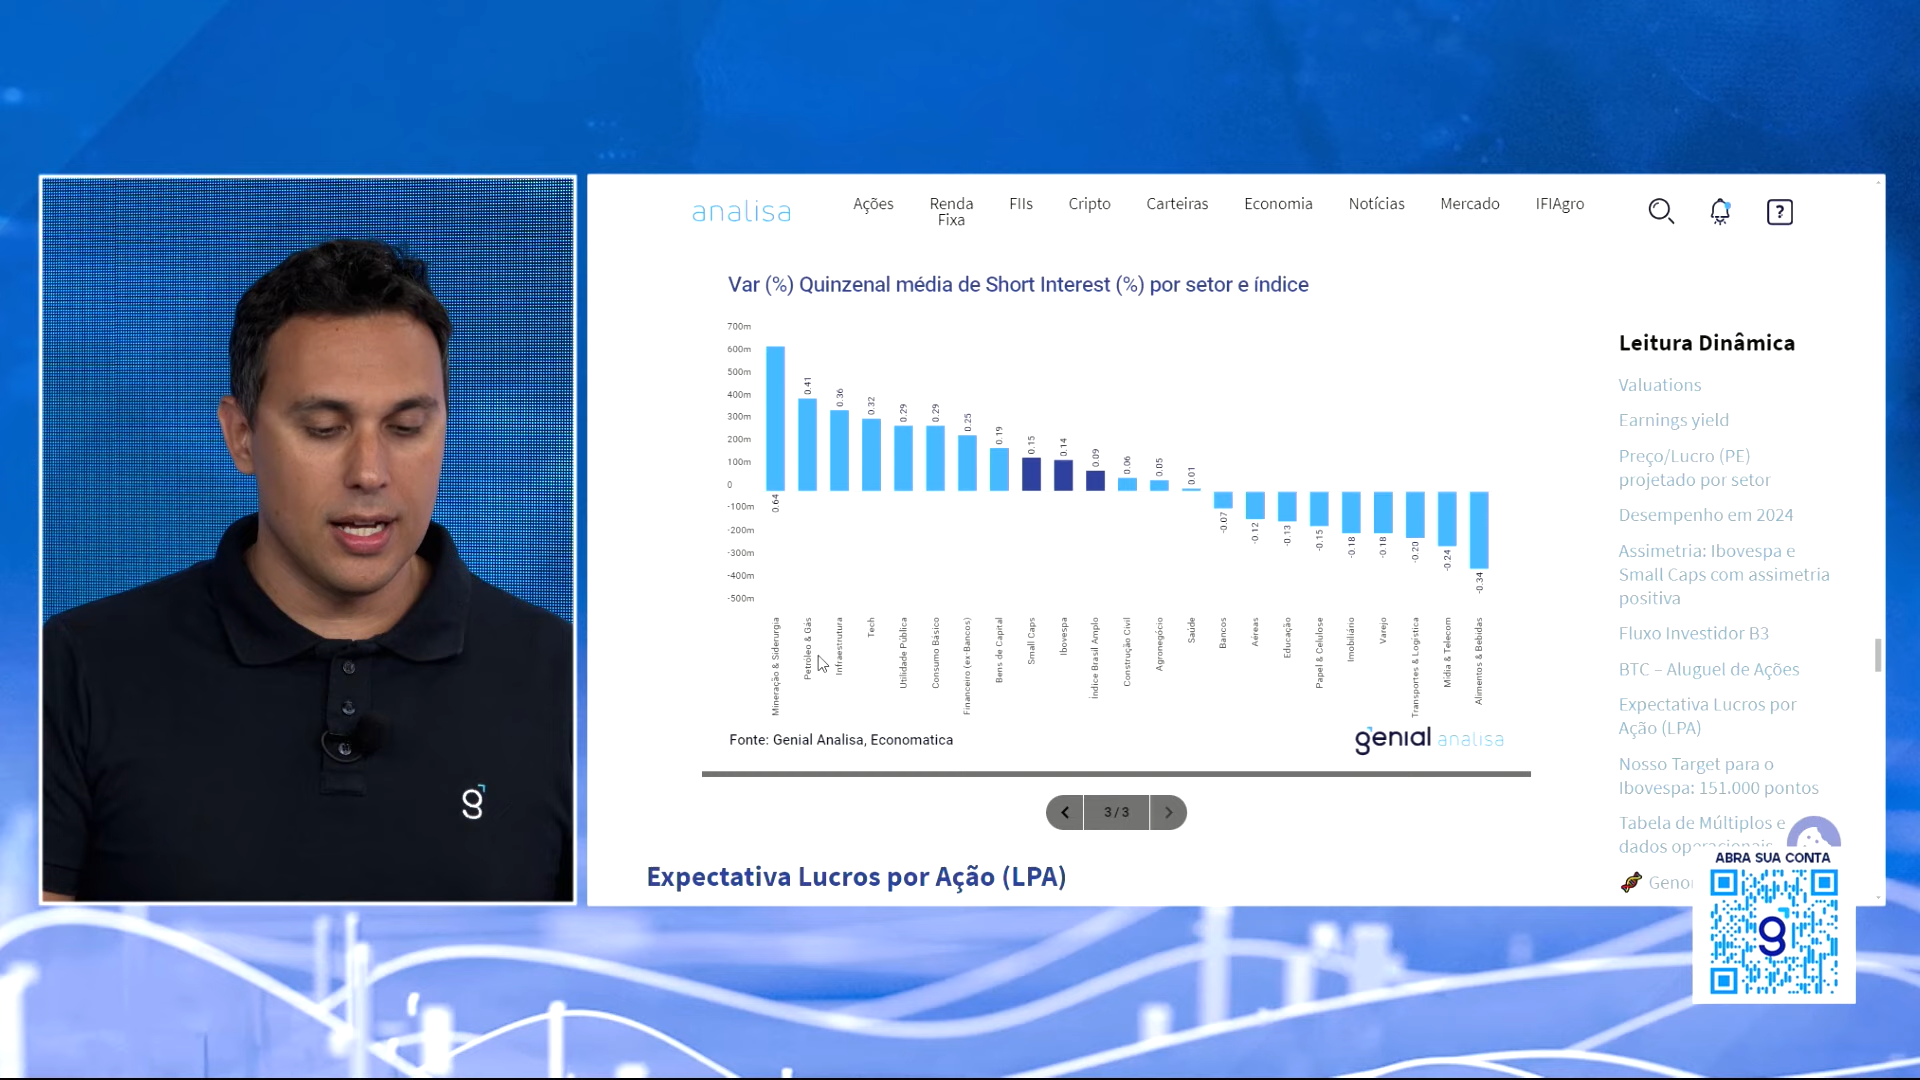 analisa
Ações
Renda
Fixa
FIIs
Cripto
Carteiras
Economia
Notícias
Mercado
IFIAgro
?
Var (%) Quinzenal média de Short Interest (%) por setor e índice
700m
600m
500m
400m
300m
200m
100m
0
-100m
-200m
-300m
-400m
-500m
0.64
0.41
0.36
0.32
0.29
0.29
0.25
0.19
0.15
0.14
0.09
0.06
0.05
0.01
-0.07
-0.12
-0.13
-0.15
-0.18
-0.18
-0.20
-0.24
-0.34
Mineração & Siderurgia
Petróleo & Gás
Infraestrutura
Tech
Utilidade Pública
Consumo Básico
Financeiro (ex-Bancos)
Bens de Capital
Small Caps
Ibovespa
Índice Brasil Amplo
Construção Civil
Agronegócio
Saúde
Bancos
Aéreas
Educação
Papel & Celulose
Imobiliário
Varejo
Transportes & Logística
Mídia & Telecom
Alimentos & Bebidas
Fonte: Genial Analisa, Economatica
genial analisa
3 / 3
Expectativa Lucros por Ação (LPA)
Leitura Dinâmica
Valuations
Earnings yield
Preço/Lucro (PE)
projetado por setor
Desempenho em 2024
Assimetria: Ibovespa e
Small Caps com assimetria
positiva
Fluxo Investidor B3
BTC – Aluguel de Ações
Expectativa Lucros por
Ação (LPA)
Nosso Target para o
Ibovespa: 151.000 pontos
Tabela de Múltiplos e
dados operacionais
ABRA SUA CONTA
g
g